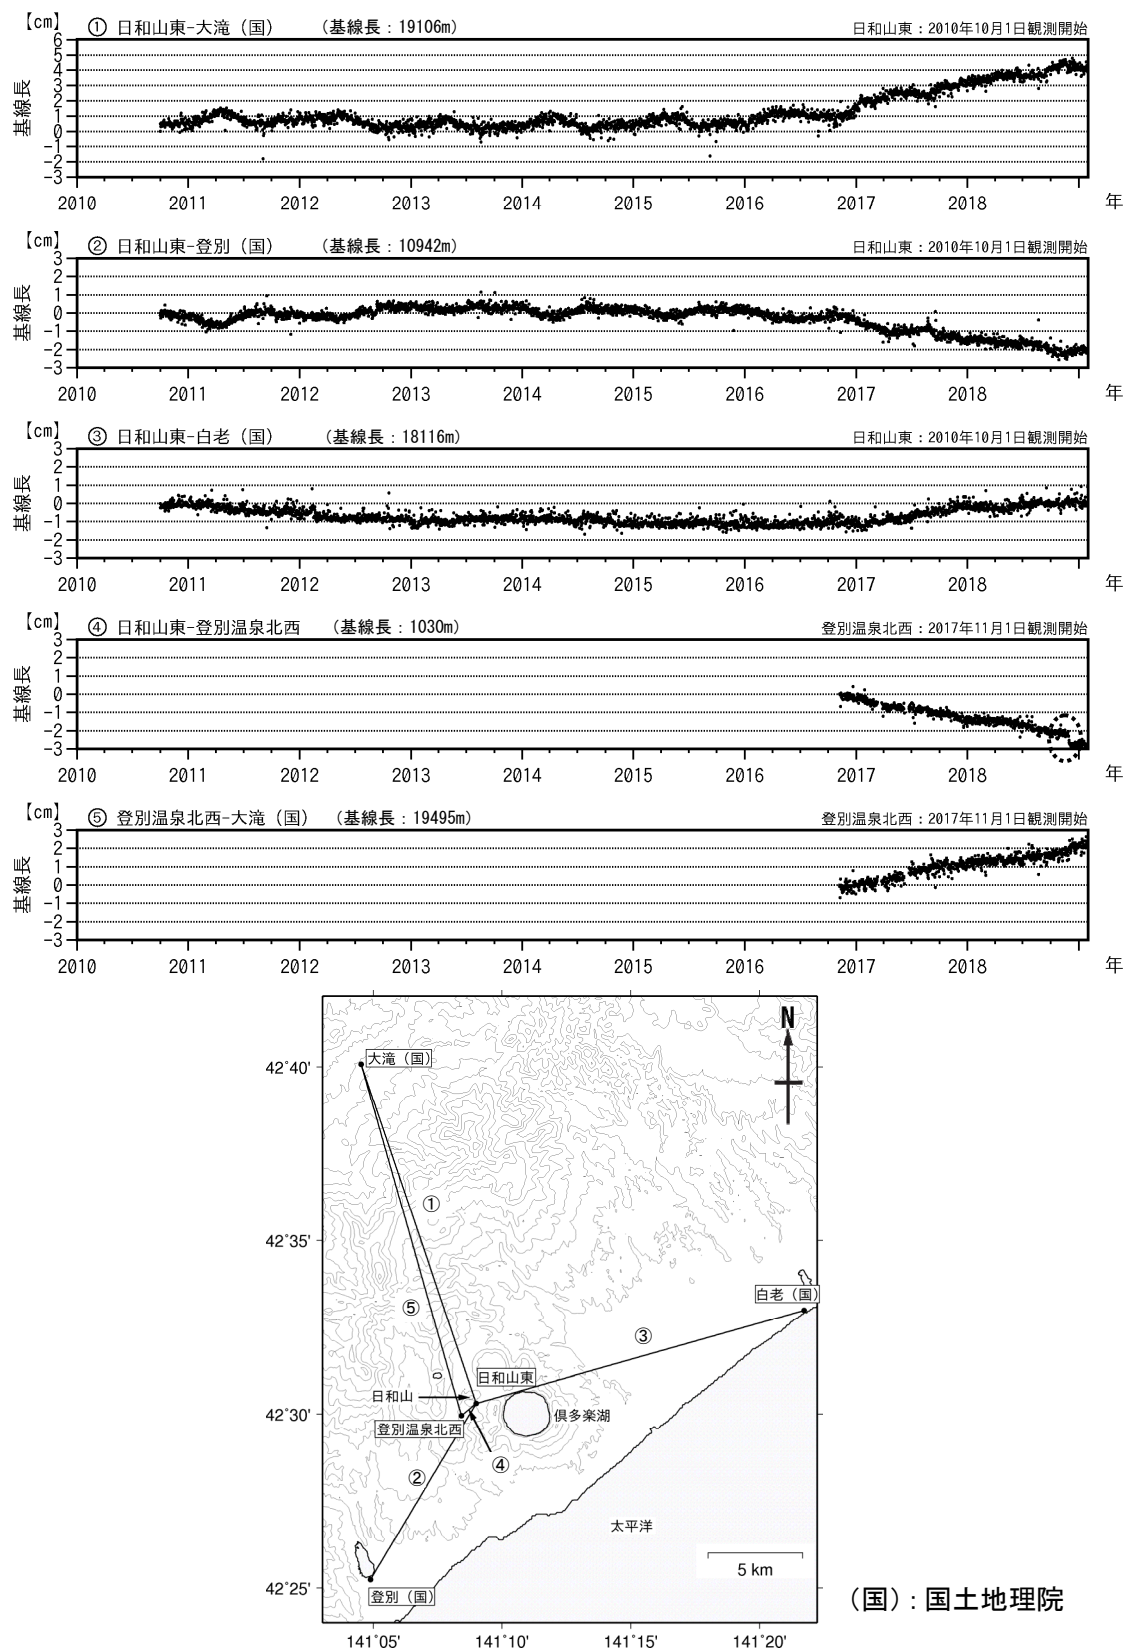 【cm】 ① 日和山東-大滝（国） （基線長：19106m） 日和山東：2010年10月1日観測開始
6
5
4
3
2
1
0
-1
-2
-3
基線長
2010 2011 2012 2013 2014 2015 2016 2017 2018 年
【cm】 ② 日和山東-登別（国） （基線長：10942m） 日和山東：2010年10月1日観測開始
3
2
1
0
-1
-2
-3
基線長
2010 2011 2012 2013 2014 2015 2016 2017 2018 年
【cm】 ③ 日和山東-白老（国） （基線長：18116m） 日和山東：2010年10月1日観測開始
3
2
1
0
-1
-2
-3
基線長
2010 2011 2012 2013 2014 2015 2016 2017 2018 年
【cm】 ④ 日和山東-登別温泉北西 （基線長：1030m） 登別温泉北西：2017年11月1日観測開始
3
2
1
0
-1
-2
-3
基線長
2010 2011 2012 2013 2014 2015 2016 2017 2018 年
【cm】 ⑤ 登別温泉北西-大滝（国） （基線長：19495m） 登別温泉北西：2017年11月1日観測開始
3
2
1
0
-1
-2
-3
基線長
2010 2011 2012 2013 2014 2015 2016 2017 2018 年
N
大滝（国）
42˚40'
①
42˚35'
白老（国）
⑤
③
日和山東
日和山
42˚30'
倶多楽湖
登別温泉北西
④
②
太平洋
5 km
42˚25'
登別（国）
（国）：国土地理院
141˚05' 141˚10' 141˚15' 141˚20'